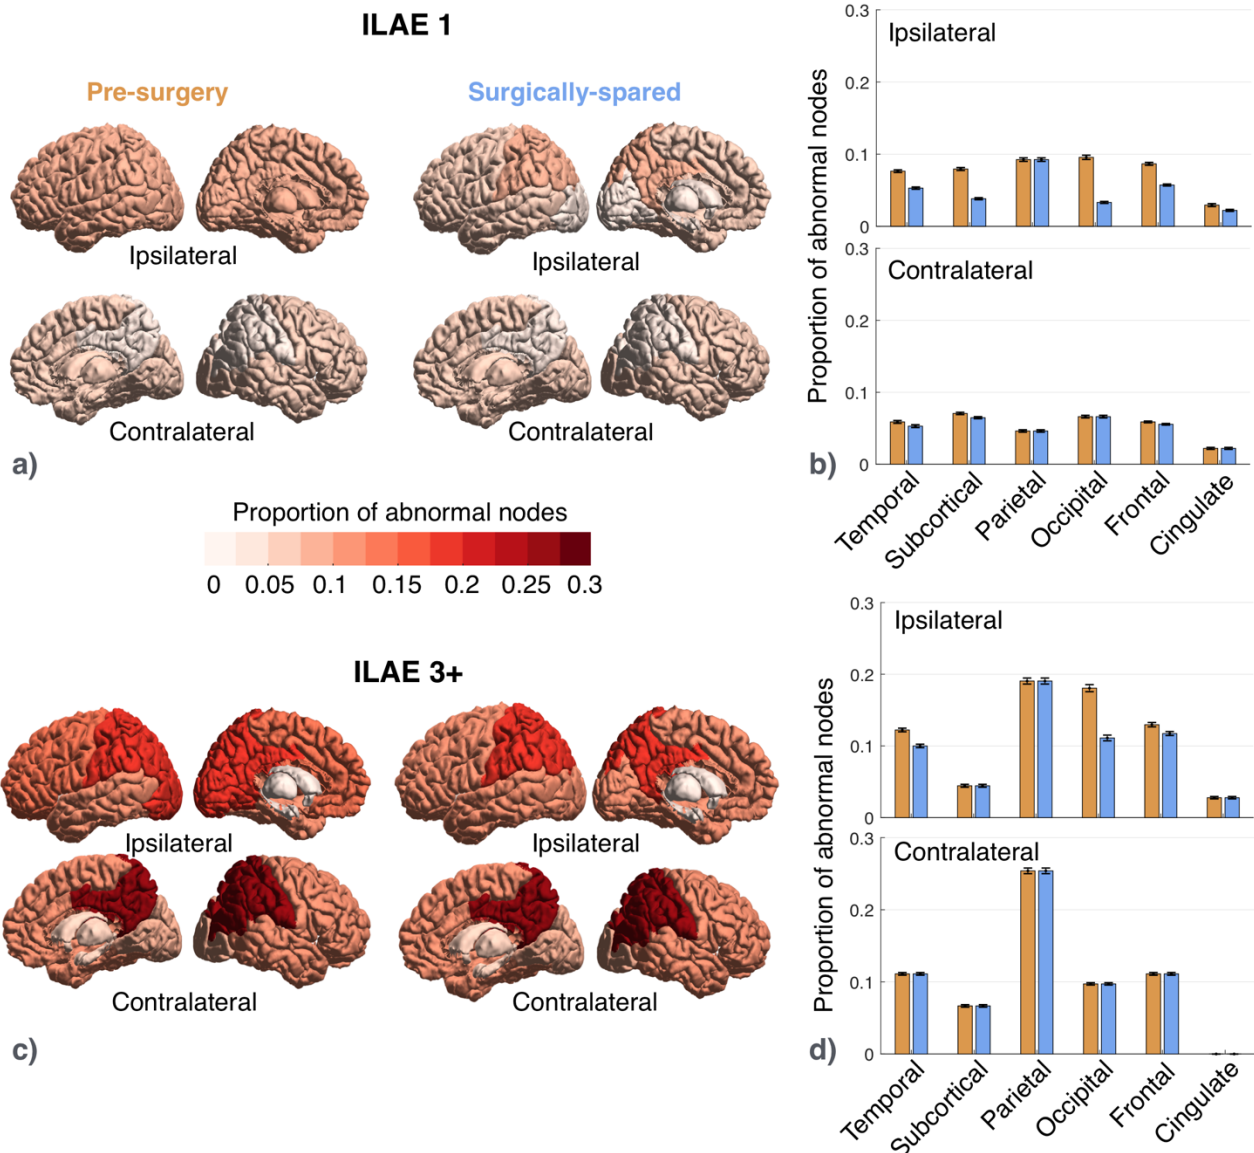 ILAE 1
Pre-surgery
Surgically-spared
Ipsilateral
Ipsilateral
Contralateral
Contralateral
a)
Proportion of abnormal nodes
0.3
Ipsilateral
0.2
0.1
0
0.3
Contralateral
0.2
0.1
0
Temporal
Subcortical
Parietal
Occipital
Frontal
Cingulate
b)
Proportion of abnormal nodes
0 0.05 0.1 0.15 0.2 0.25 0.3
ILAE 3+
Ipsilateral
Ipsilateral
Contralateral
Contralateral
c)
Proportion of abnormal nodes
0.3
Ipsilateral
0.2
0.1
0
0.3
Contralateral
0.2
0.1
0
Temporal
Subcortical
Parietal
Occipital
Frontal
Cingulate
d)